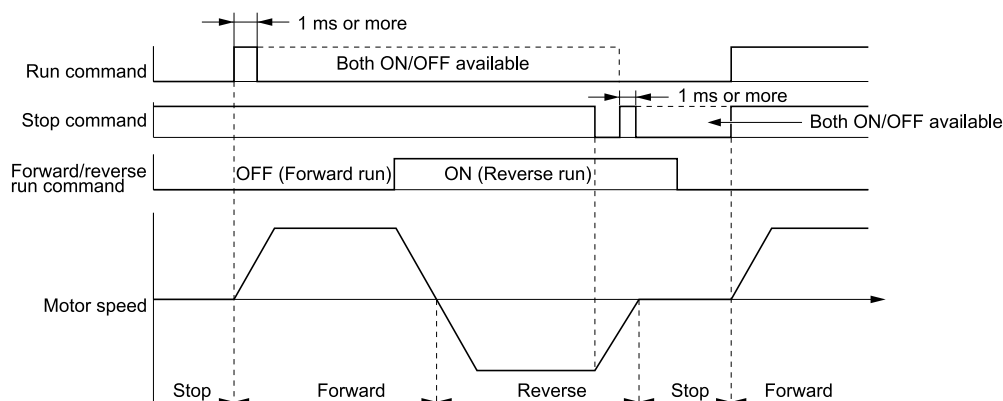 1 ms or more
Run command
Both ON/OFF available
1 ms or more
Stop command
Both ON/OFF available
Forward/reverse
run command
OFF (Forward run)
ON (Reverse run)
Motor speed
Stop
Forward
Reverse
Stop
Forward